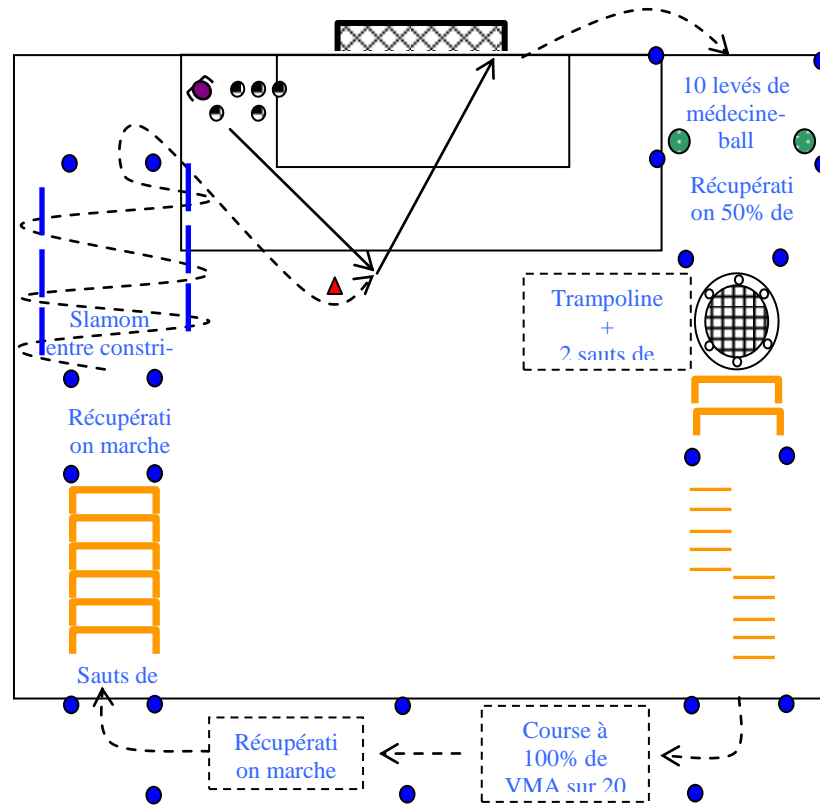 10 levés de
médecine-
ball
Récupérati
on 50% de
Trampoline
+
2 sauts de
Slamom
entre constri-
Récupérati
on marche
Sauts de
Récupérati
on marche
Course à
100% de
VMA sur 20